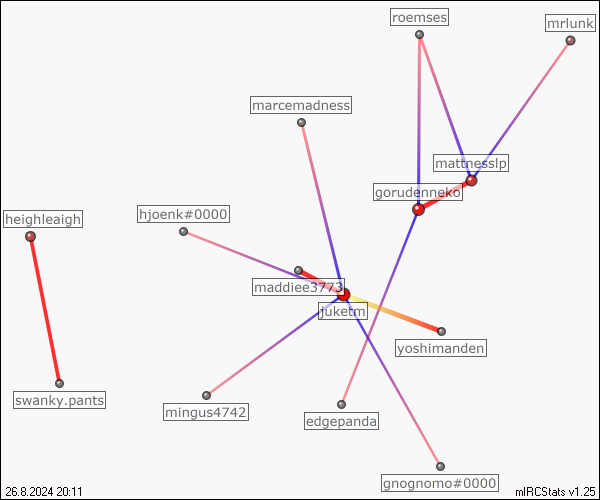 roemses
mrlunk
marcemadness
mattnesslp
gorudenneko
hjoenk#0000
heighleaigh
maddiee3773
juketm
yoshimanden
swanky.pants
mingus4742
edgepanda
gnognomo#0000
26.8.2024 20:11
mIRCStats v1.25